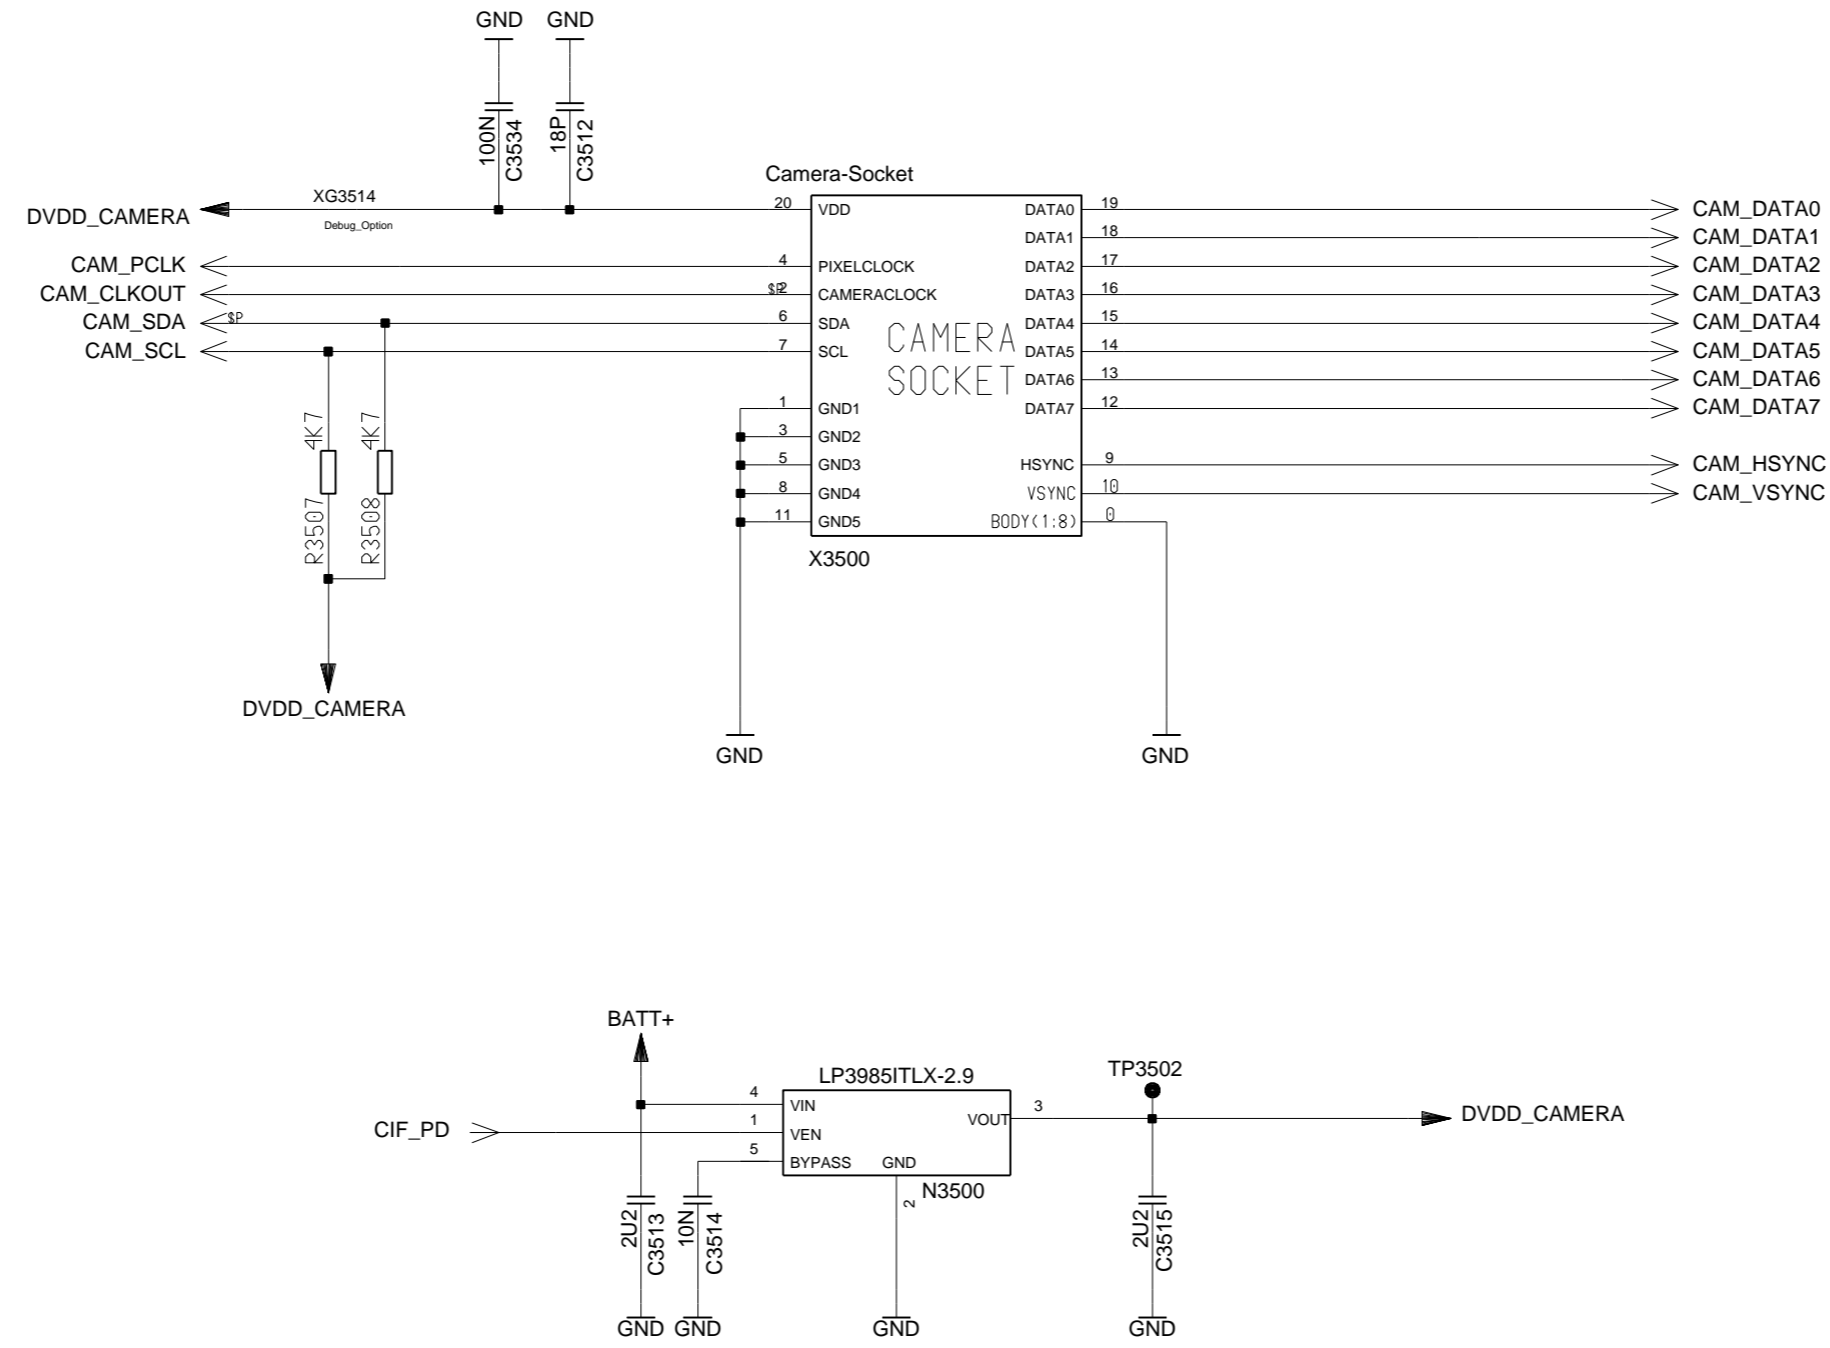 GND GND
100N C3534 18P C3512
Camera-Socket
DVDD_CAMERA XG3514 20 VDD DATA0 19 CAM_DATA0
Debug_Option
DATA1 18 CAM_DATA1
CAM_PCLK 4 PIXELCLOCK DATA2 17 CAM_DATA2
CAM_CLKOUT $P 2 CAMERACLOCK DATA3 16 CAM_DATA3
CAM_SDA $P 6 SDA DATA4 15 CAM_DATA4
CAM_SCL 7 SCL DATA5 14 CAM_DATA5
CAMERA
SOCKET
DATA6 13 CAM_DATA6
1 GND1 DATA7 12 CAM_DATA7
3 GND2
5 GND3 HSYNC 9 CAM_HSYNC
8 GND4 VSYNC 10 CAM_VSYNC
11 GND5 BODY(1:8) 0
4K7 R3507 4K7 R3508
X3500
DVDD_CAMERA
GND GND
BATT+
LP3985ITLX-2.9 TP3502
4 VIN VOUT 3 DVDD_CAMERA
CIF_PD 1 VEN
5 BYPASS GND
2 N3500
2U2 C3513 10N C3514 2U2 C3515
GND GND GND GND